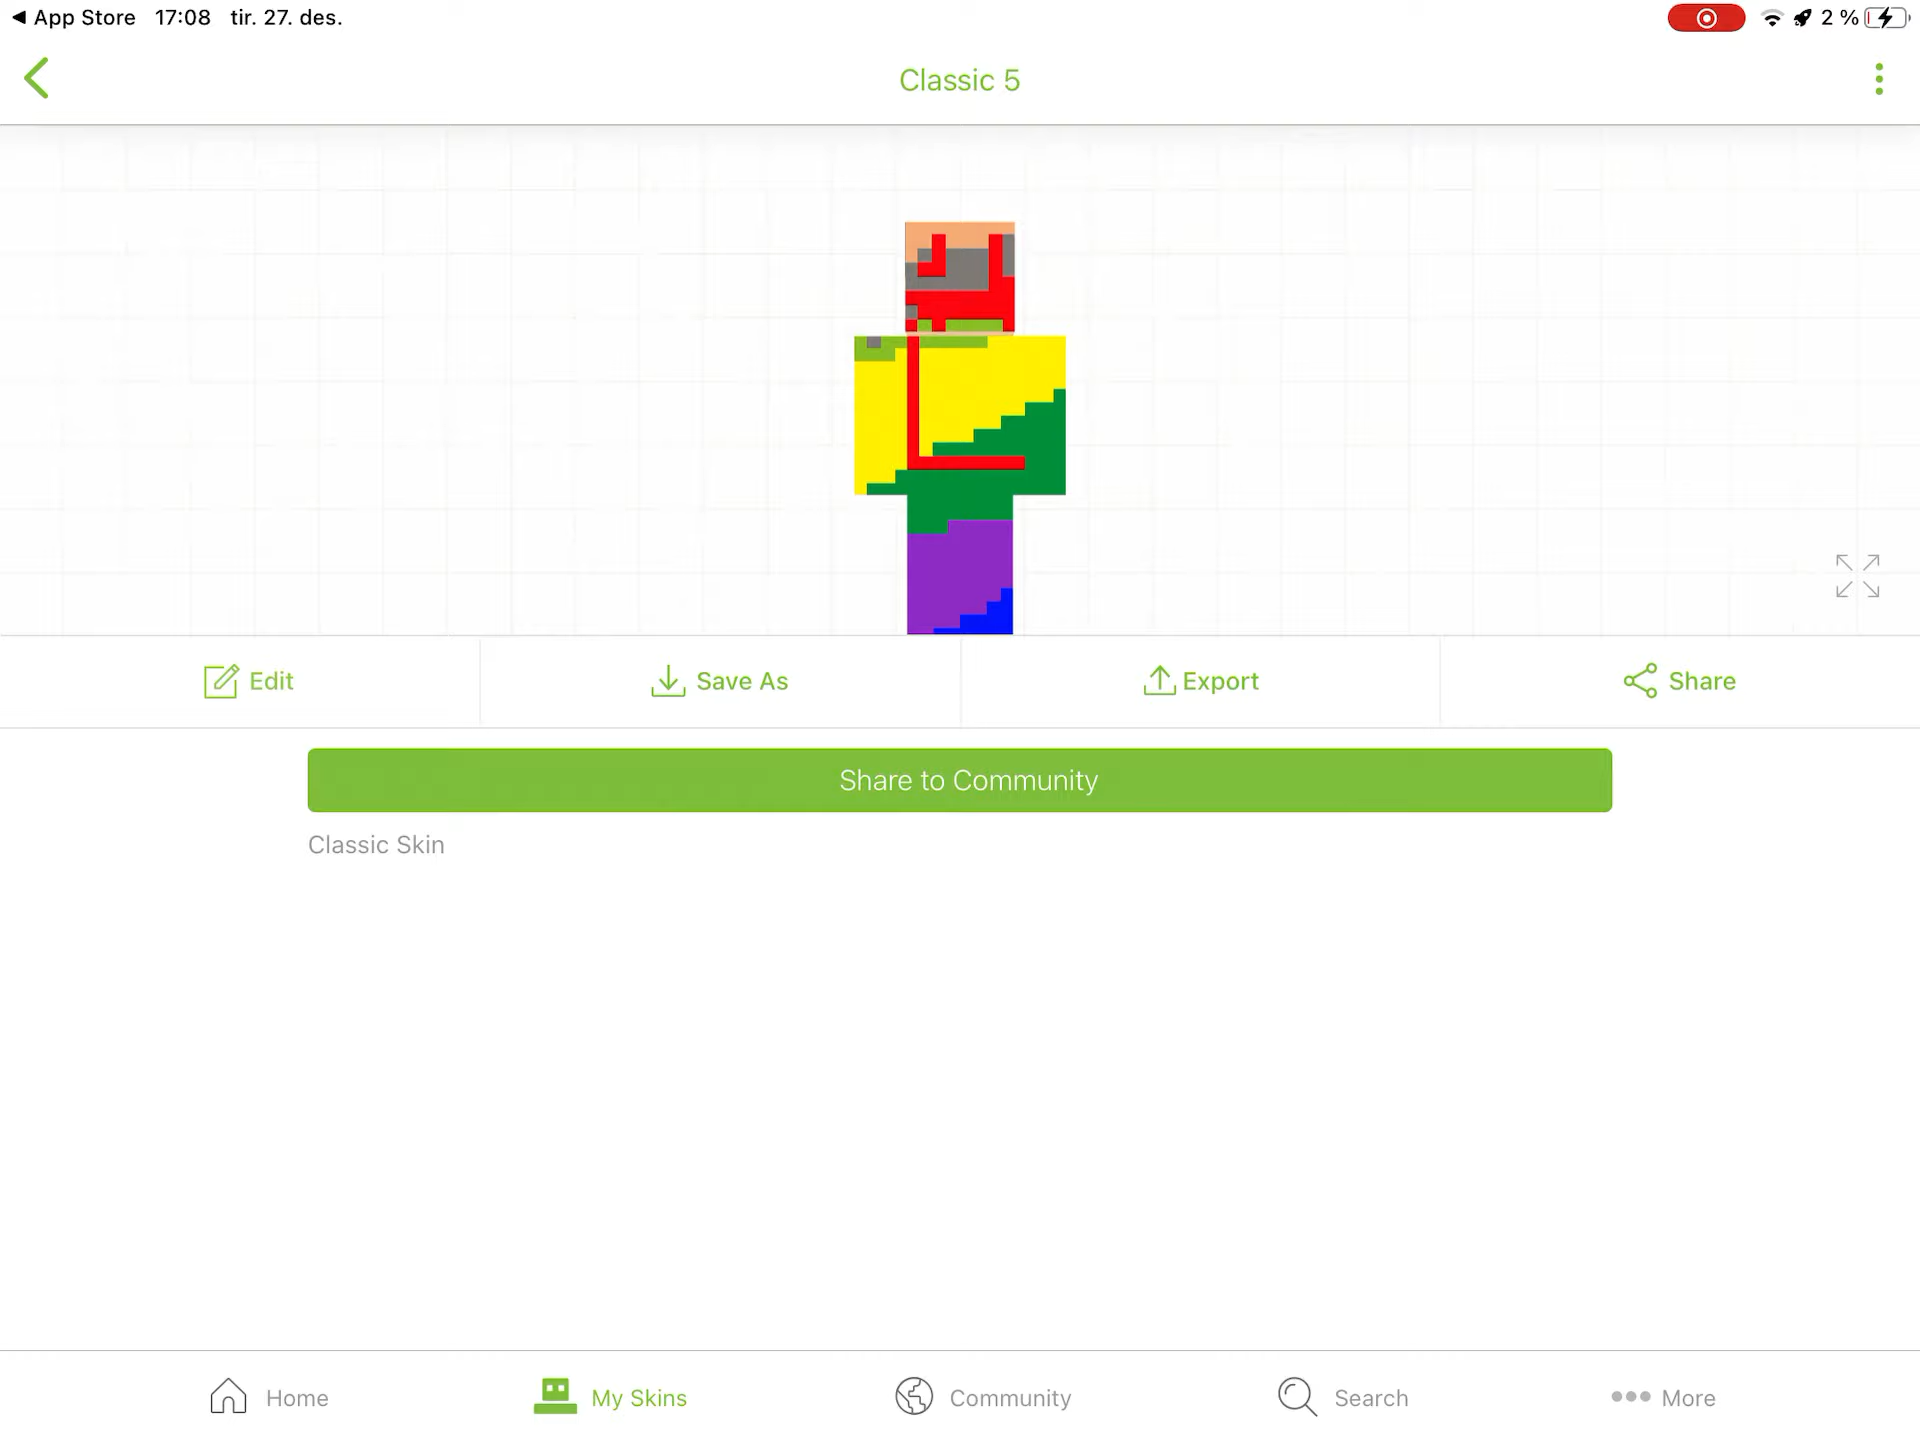 App Store 17:08 tir. 27. des. 2 %
Classic 5
Edit Save As Export Share
Share to Community
Classic Skin
Home My Skins Community Search More